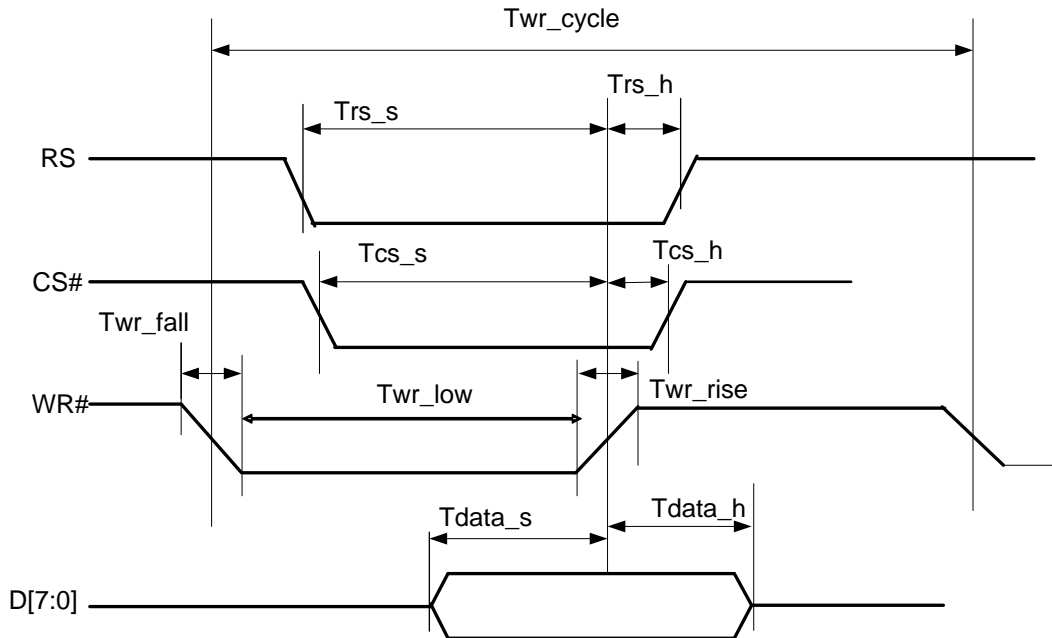 Twr_cycle
Trs_s
Trs_h
RS
Tcs_s
Tcs_h
CS#
Twr_fall
Twr_low
Twr_rise
WR#
Tdata_s
Tdata_h
D[7:0]